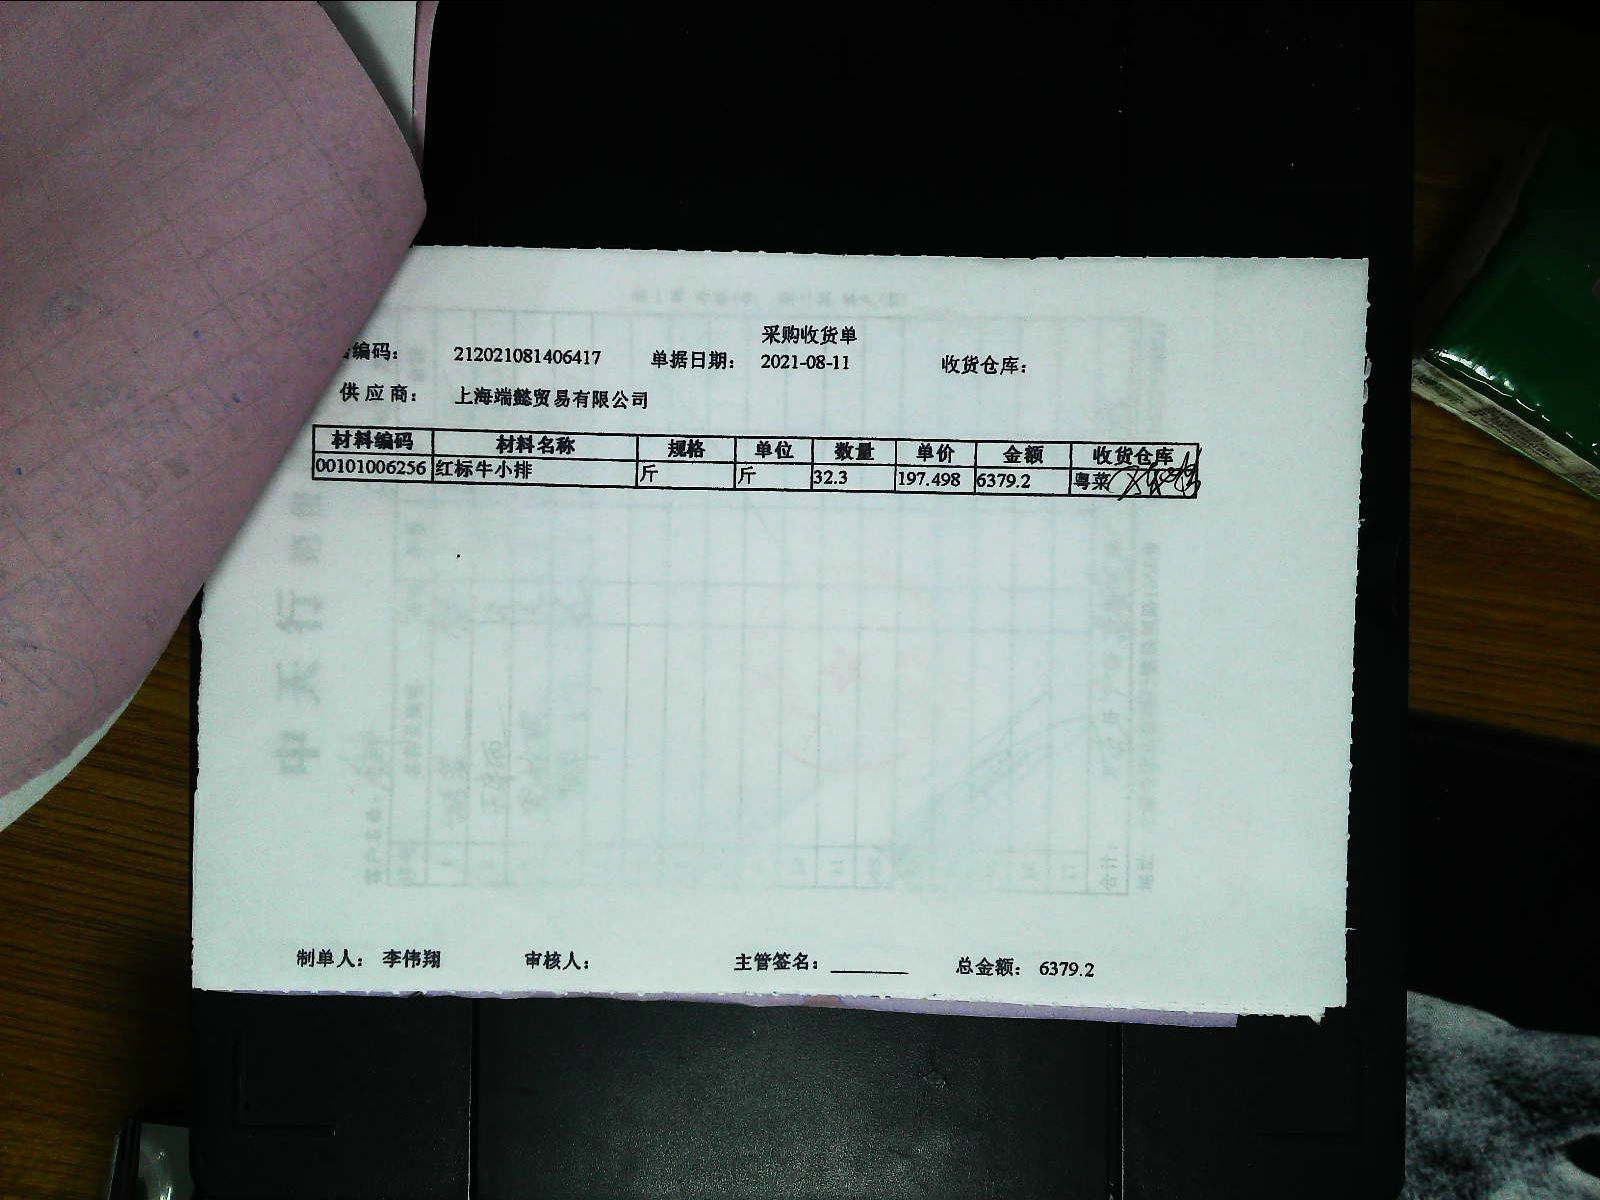 采购收货单
编码： 212021081406417 单据日期： 2021-08-11 收货仓库：
供应商： 上海端懿贸易有限公司
材料编码 材料名称 规格 单位 数量 单价 金额 收货仓库
00101006256 红标牛小排 斤 斤 32.3 197.498 6379.2 粤菜
制单人： 李伟翔 审核人： 主管签名： 总金额： 6379.2